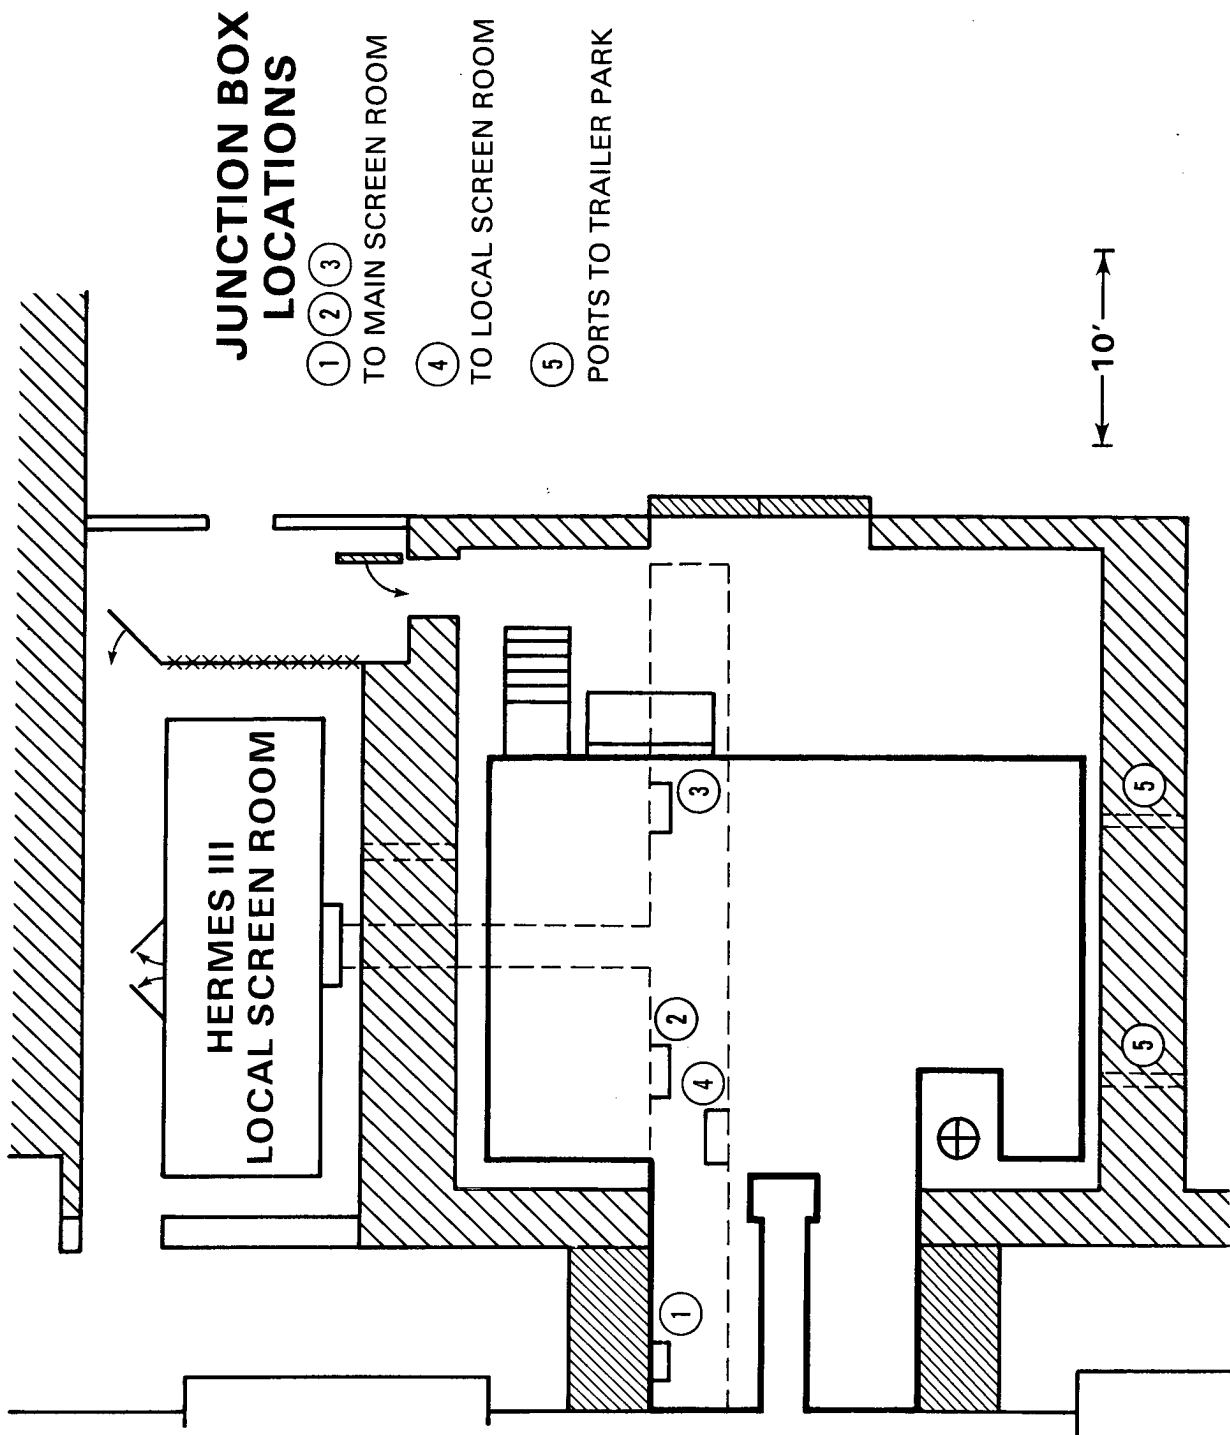 JUNCTION BOX
LOCATIONS
1 2 3
TO MAIN SCREEN ROOM
4
TO LOCAL SCREEN ROOM
5
PORTS TO TRAILER PARK
HERMES III
LOCAL SCREEN ROOM
1
2
4
3
5
5
10'